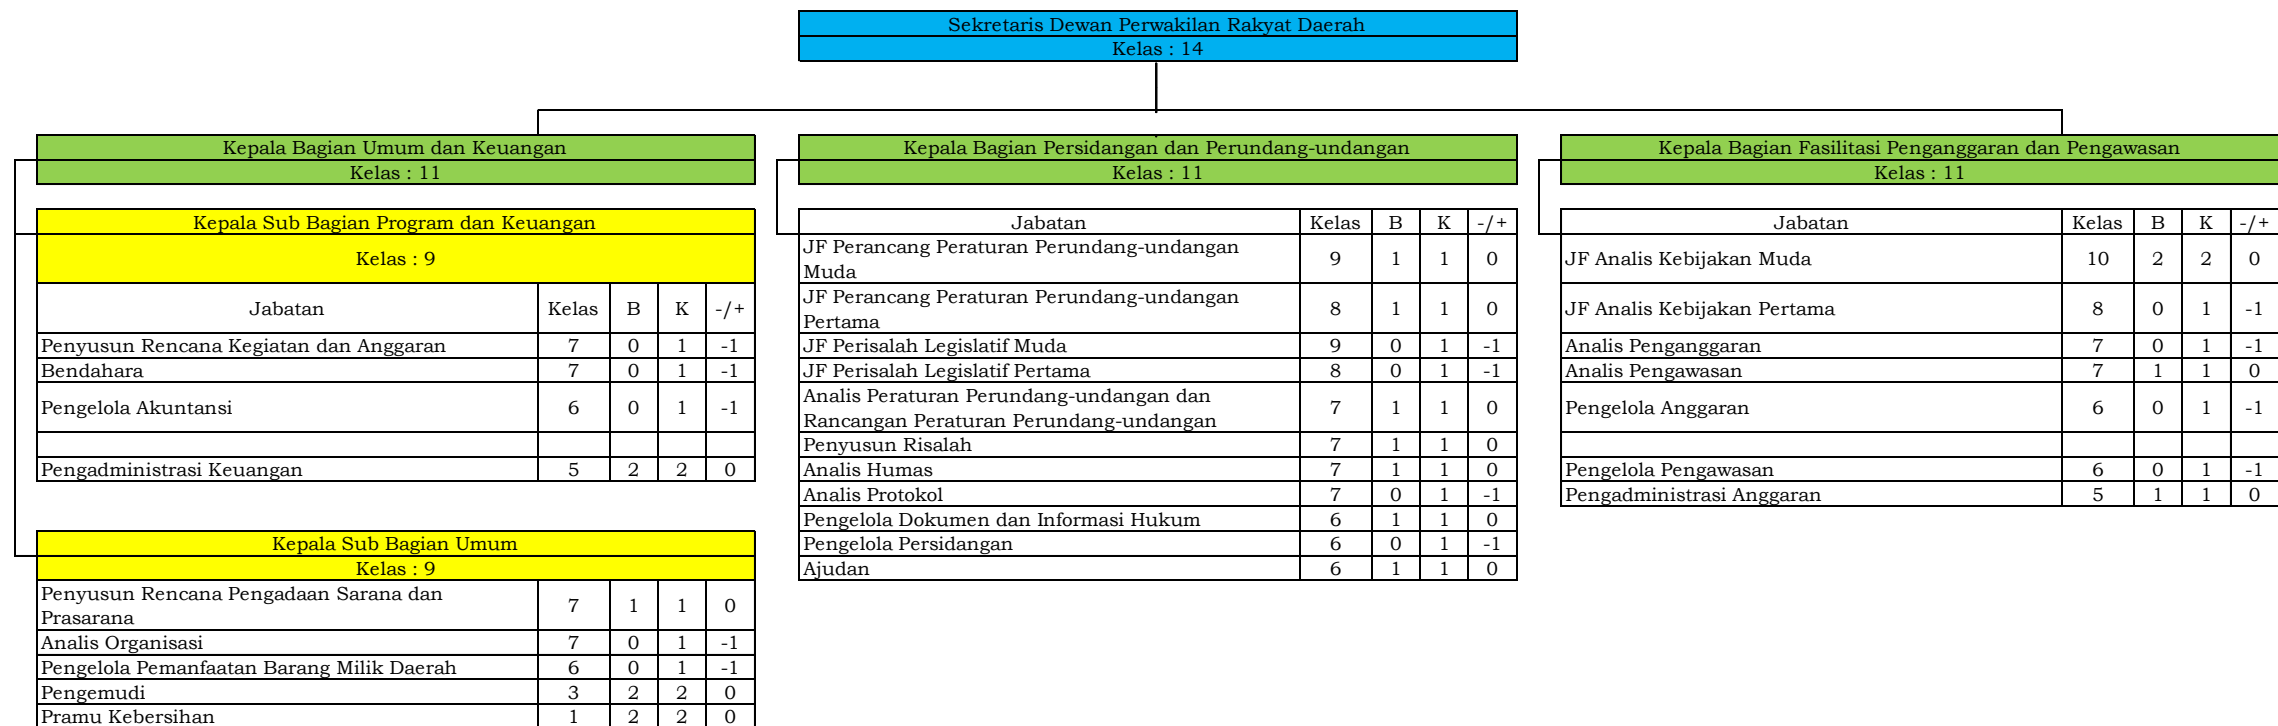 Sekretaris Dewan Perwakilan Rakyat Daerah
Kelas : 14
Kepala Bagian Umum dan Keuangan
Kelas : 11
Kepala Sub Bagian Program dan Keuangan
Kelas : 9
Jabatan Kelas B K -/+
Penyusun Rencana Kegiatan dan Anggaran 7 0 1 -1
Bendahara 7 0 1 -1
Pengelola Akuntansi 6 0 1 -1
Pengadministrasi Keuangan 5 2 2 0
Kepala Sub Bagian Umum
Kelas : 9
Penyusun Rencana Pengadaan Sarana dan
Prasarana 7 1 1 0
Analis Organisasi 7 0 1 -1
Pengelola Pemanfaatan Barang Milik Daerah 6 0 1 -1
Pengemudi 3 2 2 0
Pramu Kebersihan 1 2 2 0
Kepala Bagian Persidangan dan Perundang-undangan
Kelas : 11
Jabatan Kelas B K -/+
JF Perancang Peraturan Perundang-undangan
Muda 9 1 1 0
JF Perancang Peraturan Perundang-undangan
Pertama 8 1 1 0
JF Perisalah Legislatif Muda 9 0 1 -1
JF Perisalah Legislatif Pertama 8 0 1 -1
Analis Peraturan Perundang-undangan dan
Rancangan Peraturan Perundang-undangan 7 1 1 0
Penyusun Risalah 7 1 1 0
Analis Humas 7 1 1 0
Analis Protokol 7 0 1 -1
Pengelola Dokumen dan Informasi Hukum 6 1 1 0
Pengelola Persidangan 6 0 1 -1
Ajudan 6 1 1 0
Kepala Bagian Fasilitasi Penganggaran dan Pengawasan
Kelas : 11
Jabatan Kelas B K -/+
JF Analis Kebijakan Muda 10 2 2 0
JF Analis Kebijakan Pertama 8 0 1 -1
Analis Penganggaran 7 0 1 -1
Analis Pengawasan 7 1 1 0
Pengelola Anggaran 6 0 1 -1
Pengelola Pengawasan 6 0 1 -1
Pengadministrasi Anggaran 5 1 1 0